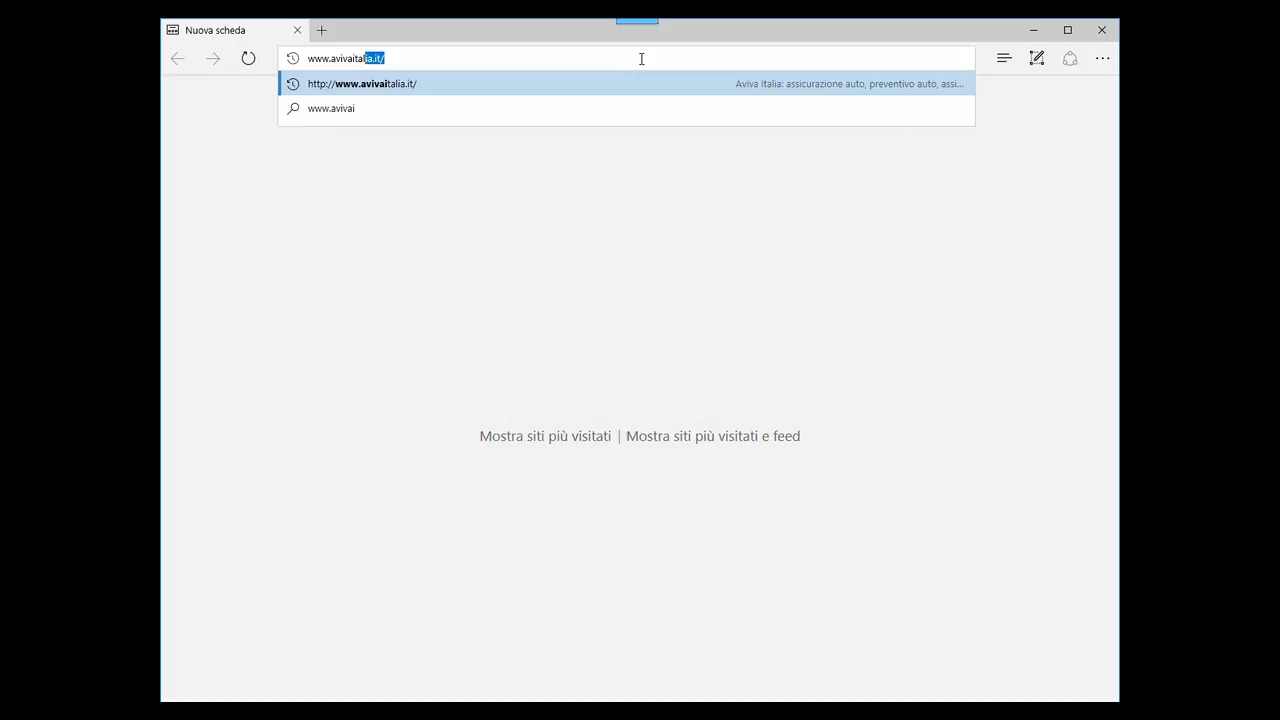 Nuova scheda
www.avivaitalia.it/
http://www.avivaitalia.it/ Aviva Italia: assicurazione auto, preventivo auto, assi...
www.avivai
Mostra siti più visitati | Mostra siti più visitati e feed